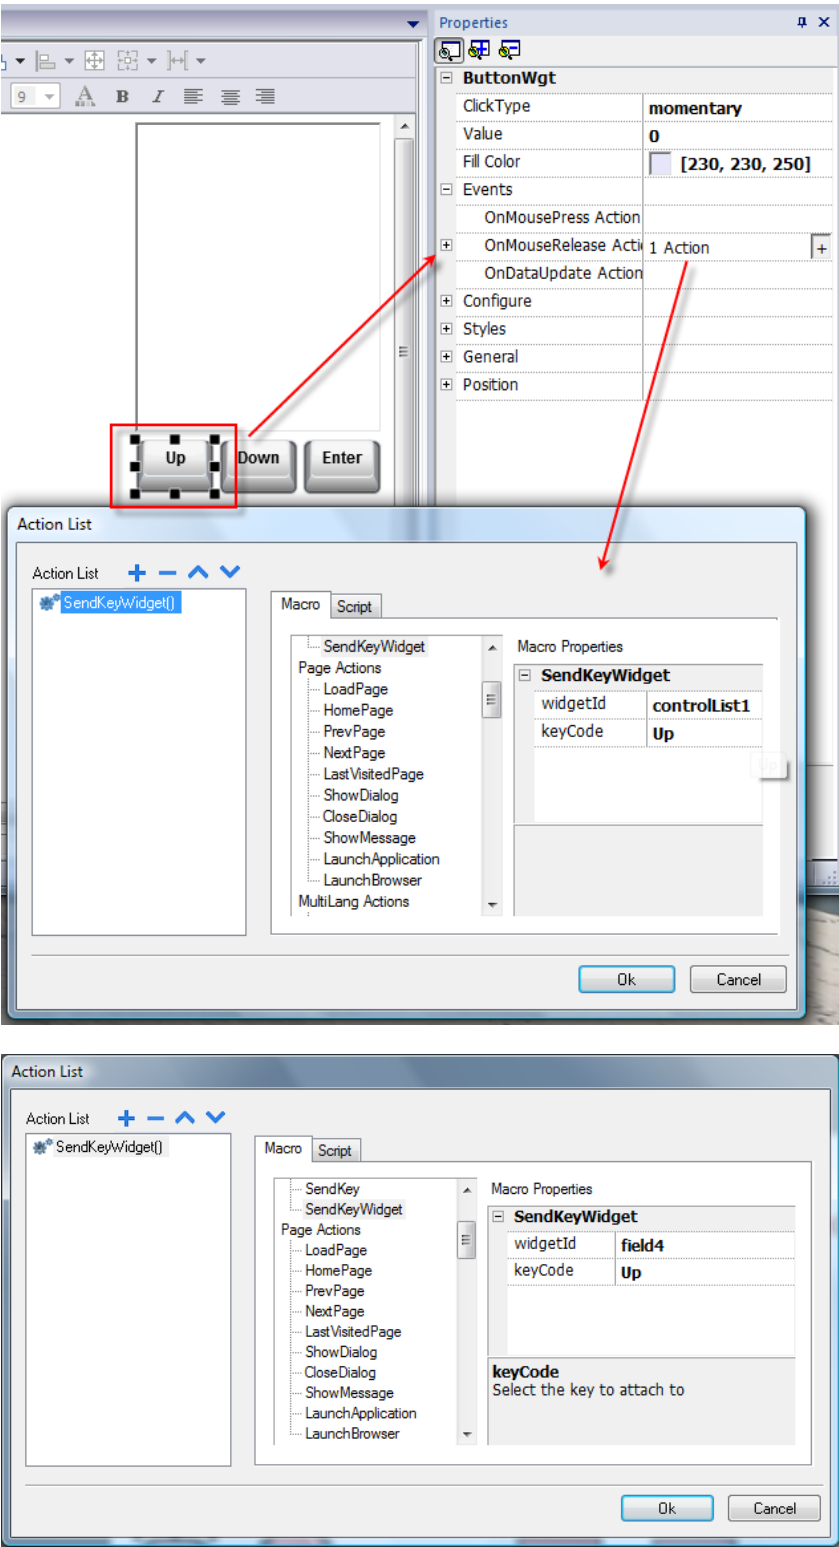 Properties
9
B I
ButtonWgt
ClickType momentary
Value 0
Fill Color [230, 230, 250]
Events
OnMousePress Action
OnMouseRelease Acti 1 Action +
OnDataUpdate Action
Configure
Styles
General
Position
Up Down Enter
Action List
Action List
SendKeyWidget()
Macro Script
SendKeyWidget
Page Actions
LoadPage
HomePage
PrevPage
NextPage
LastVisitedPage
ShowDialog
CloseDialog
ShowMessage
LaunchApplication
LaunchBrowser
MultiLang Actions
Macro Properties
SendKeyWidget
widgetId controlList1
keyCode Up
Up
Ok Cancel
Action List
Action List
SendKeyWidget()
Macro Script
SendKey
SendKeyWidget
Page Actions
LoadPage
HomePage
PrevPage
NextPage
LastVisitedPage
ShowDialog
CloseDialog
ShowMessage
LaunchApplication
LaunchBrowser
Macro Properties
SendKeyWidget
widgetId field4
keyCode Up
keyCode
Select the key to attach to
Ok Cancel